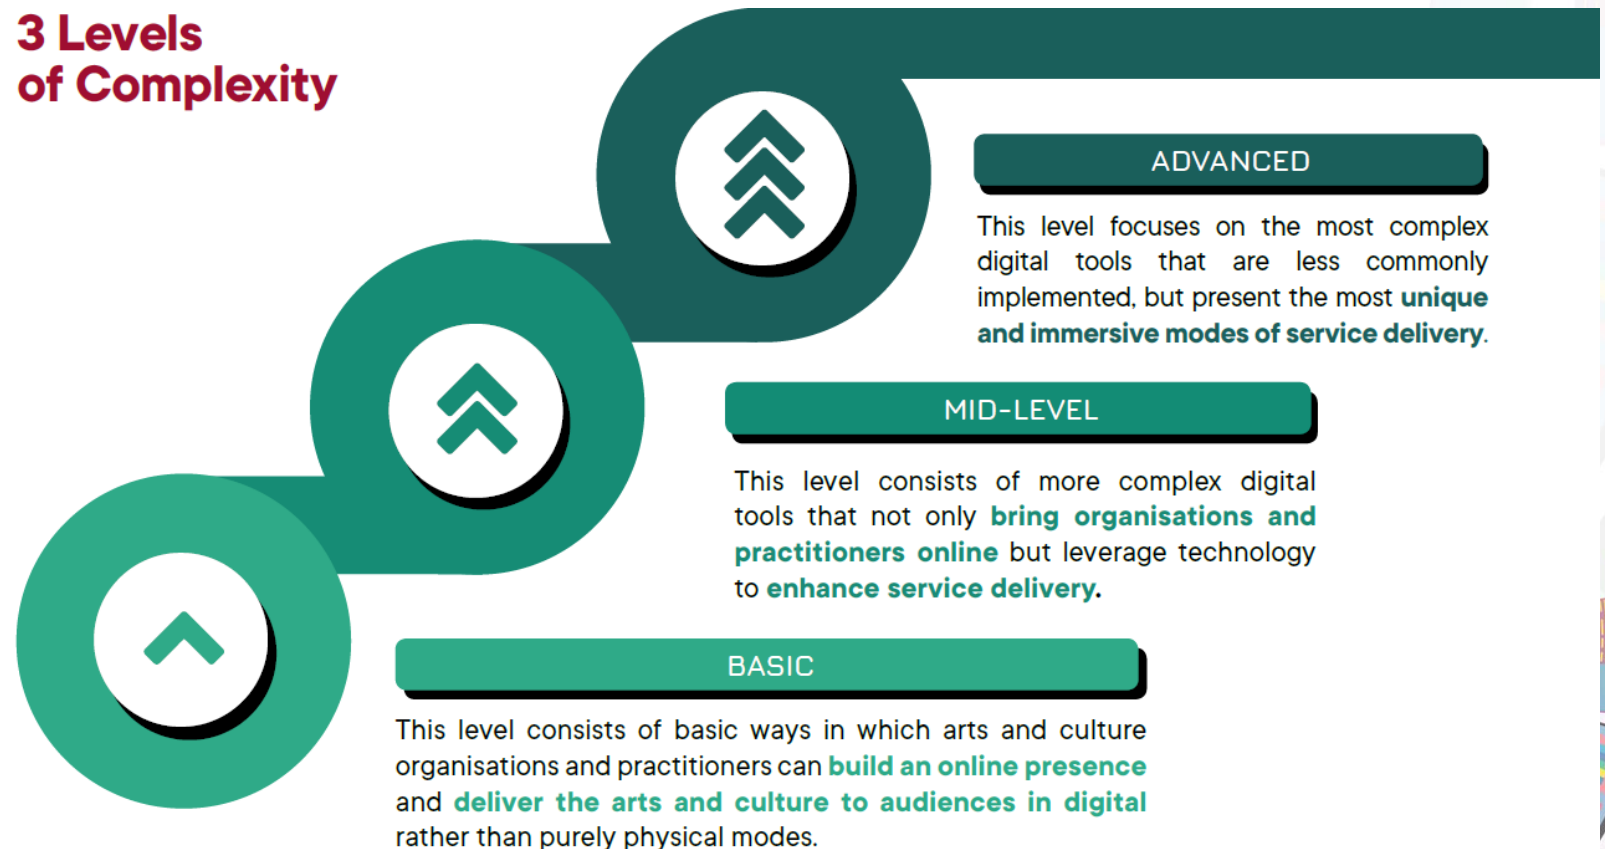 3 Levels
of Complexity
ADVANCED
This level focuses on the most complex
digital tools that are less commonly
implemented, but present the most unique
and immersive modes of service delivery.
MID-LEVEL
This level consists of more complex digital
tools that not only bring organisations and
practitioners online but leverage technology
to enhance service delivery.
BASIC
This level consists of basic ways in which arts and culture
organisations and practitioners can build an online presence
and deliver the arts and culture to audiences in digital
rather than purely physical modes.